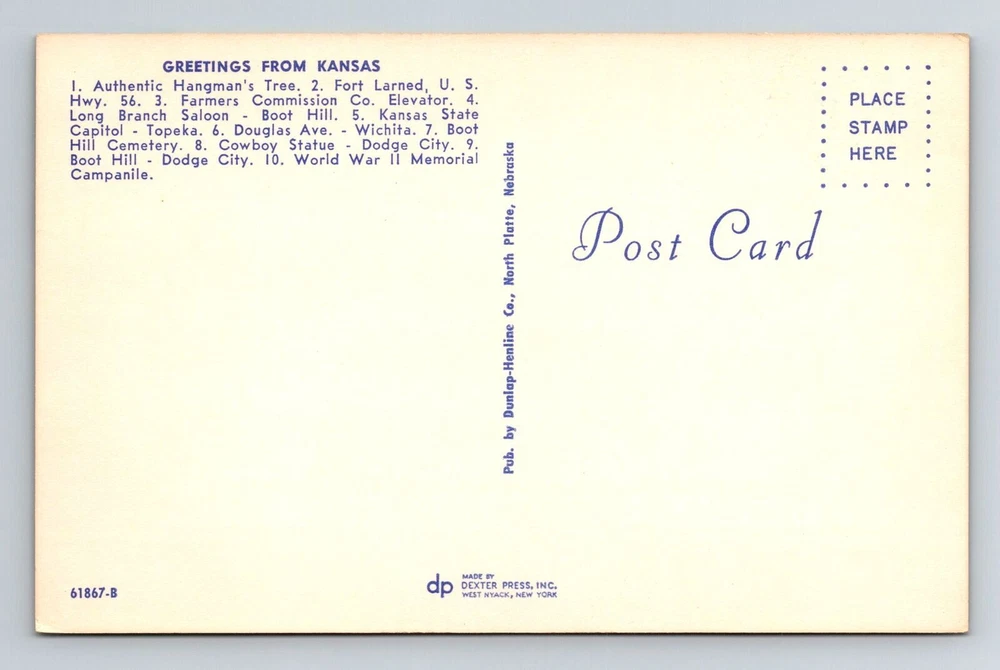 GREETINGS FROM KANSAS
1. Authentic Hangman's Tree. 2. Fort Larned, U. S.
Hwy. 56. 3. Farmers Commission Co. Elevator. 4.
Long Branch Saloon - Boot Hill. 5. Kansas State
Capitol - Topeka. 6. Douglas Ave. - Wichita. 7. Boot
Hill Cemetery. 8. Cowboy Statue - Dodge City. 9.
Boot Hill - Dodge City. 10. World War II Memorial
Campanile.
Pub. by Dunlap-Henline Co., North Platte, Nebraska
PLACE
STAMP
HERE
Post Card
61867-B
dp
MADE BY
DEXTER PRESS, INC.
WEST NYACK, NEW YORK